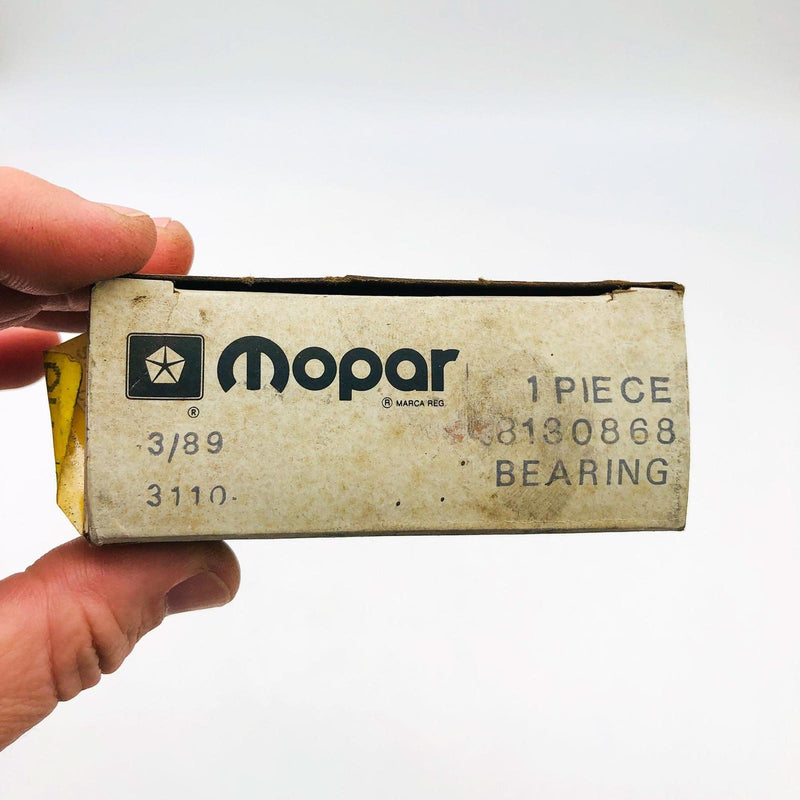 Mopar
®
® MARCA REG.
3/89
3110
1 PIECE
8130868
BEARING